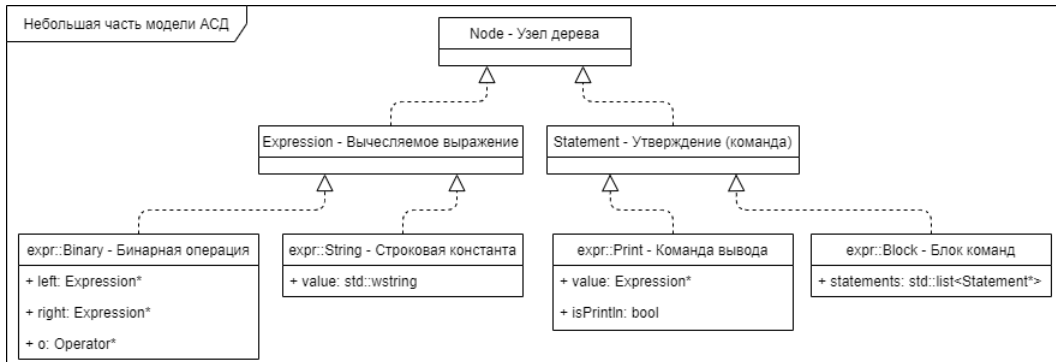 Небольшая часть модели АСД
Node - Узел дерева
Expression - Вычесляемое выражение
Statement - Утверждение (команда)
expr::Binary - Бинарная операция
+ left: Expression*
+ right: Expression*
+ o: Operator*
expr::String - Строковая константа
+ value: std::wstring
expr::Print - Команда вывода
+ value: Expression*
+ isPrintln: bool
expr::Block - Блок команд
+ statements: std::list<Statement*>